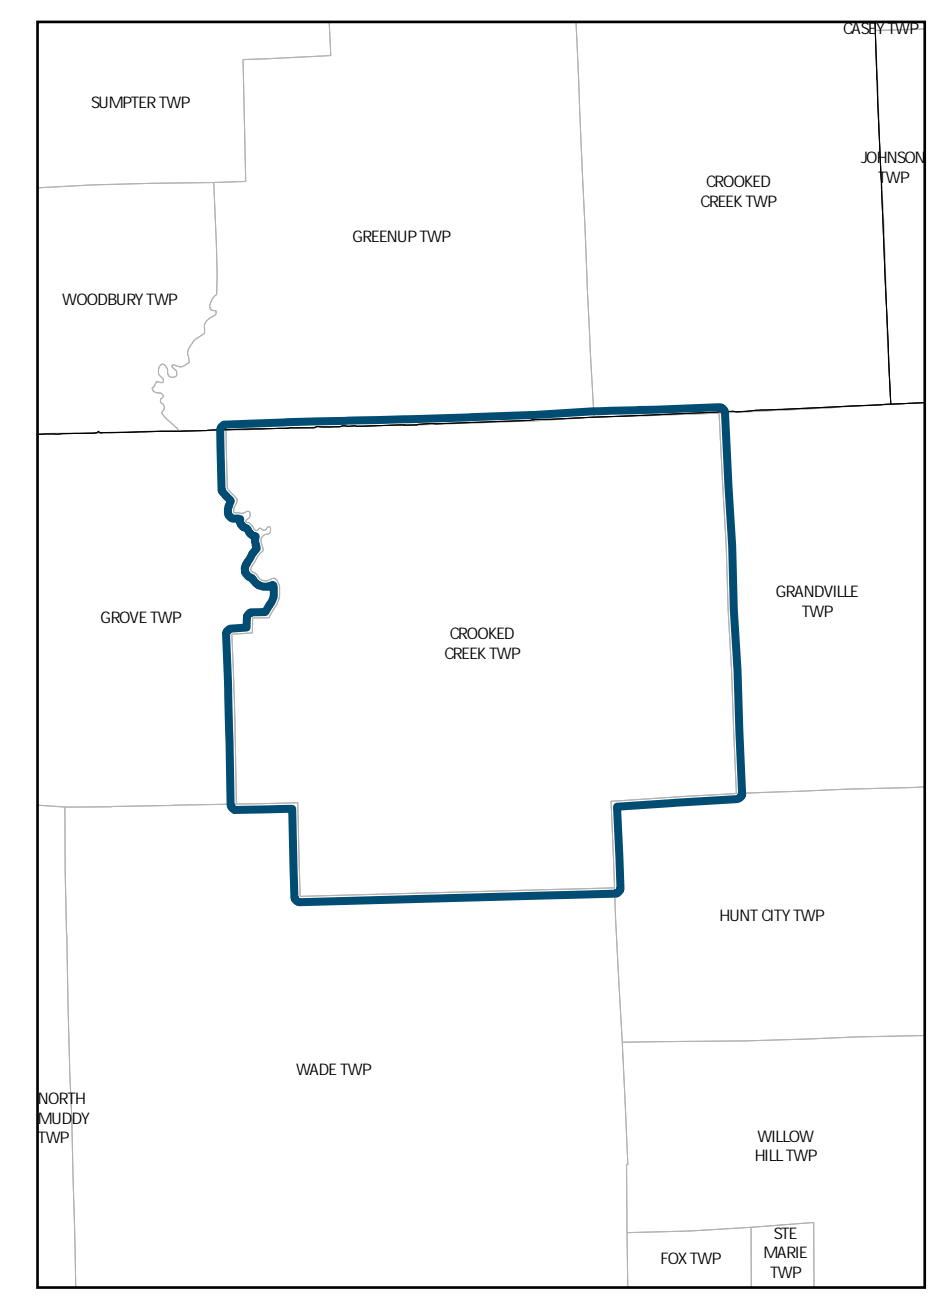 CASEY TWP
SUMPTER TWP
JOHNSON
TWP
CROOKED
CREEK TWP
GREENUP TWP
WOODBURY TWP
GRANDVILLE
TWP
GROVE TWP
CROOKED
CREEK TWP
HUNT CITY TWP
WADE TWP
NORTH
MUDDY
TWP
WILLOW
HILL TWP
FOX TWP
STE
MARIE
TWP